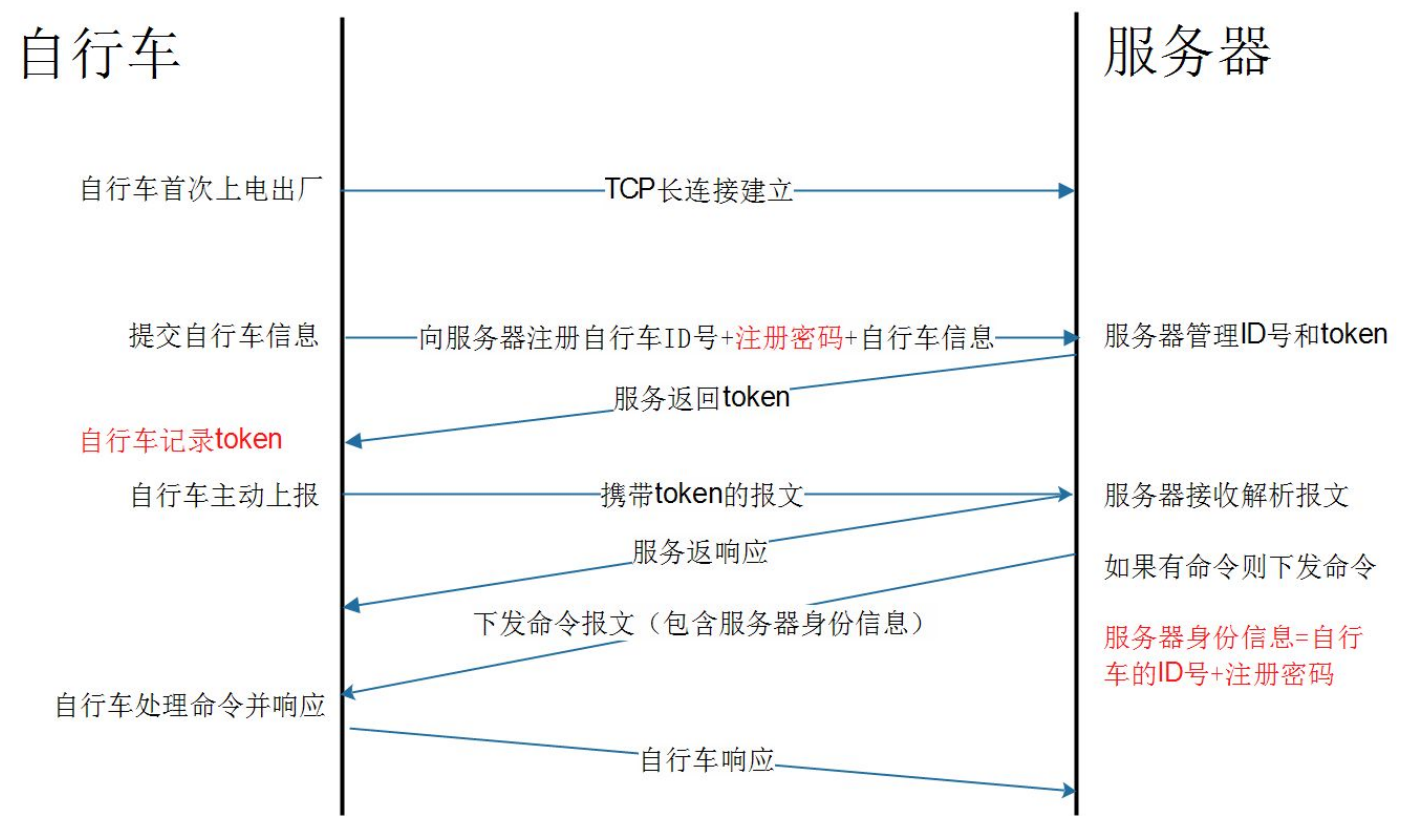 自行车
服务器
自行车首次上电出厂
TCP长连接建立
提交自行车信息
向服务器注册自行车ID号+注册密码+自行车信息
服务器管理ID号和token
服务返回token
自行车记录token
自行车主动上报
携带token的报文
服务器接收解析报文
服务返响应
如果有命令则下发命令
下发命令报文（包含服务器身份信息）
服务器身份信息=自行
车的ID号+注册密码
自行车处理命令并响应
自行车响应